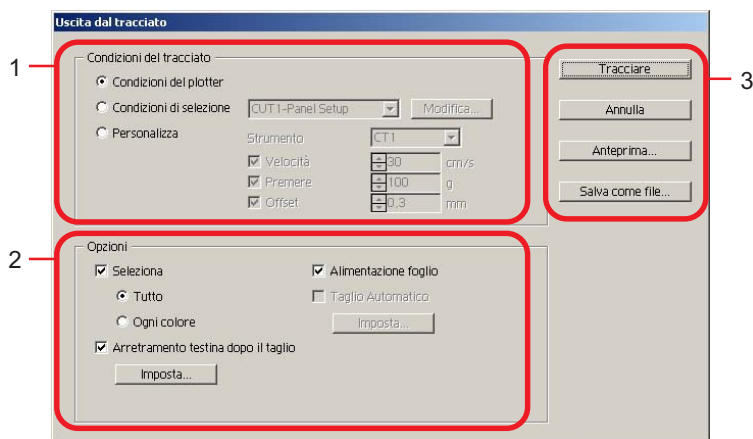 Uscita dal tracciato
1
Condizioni del tracciato
Condizioni del plotter
Condizioni di selezione CUT1-Panel Setup Modifica...
Personalizza Strumento CT1
Velocità 30 cm/s
Premere 100 g
Offset 0,3 mm
3
Tracciare
Annulla
Anteprima...
Salva come file...
2
Opzioni
Seleziona Alimentazione foglio
Tutto Taglio Automatico
Ogni colore Imposta...
Arretramento testina dopo il taglio
Imposta...